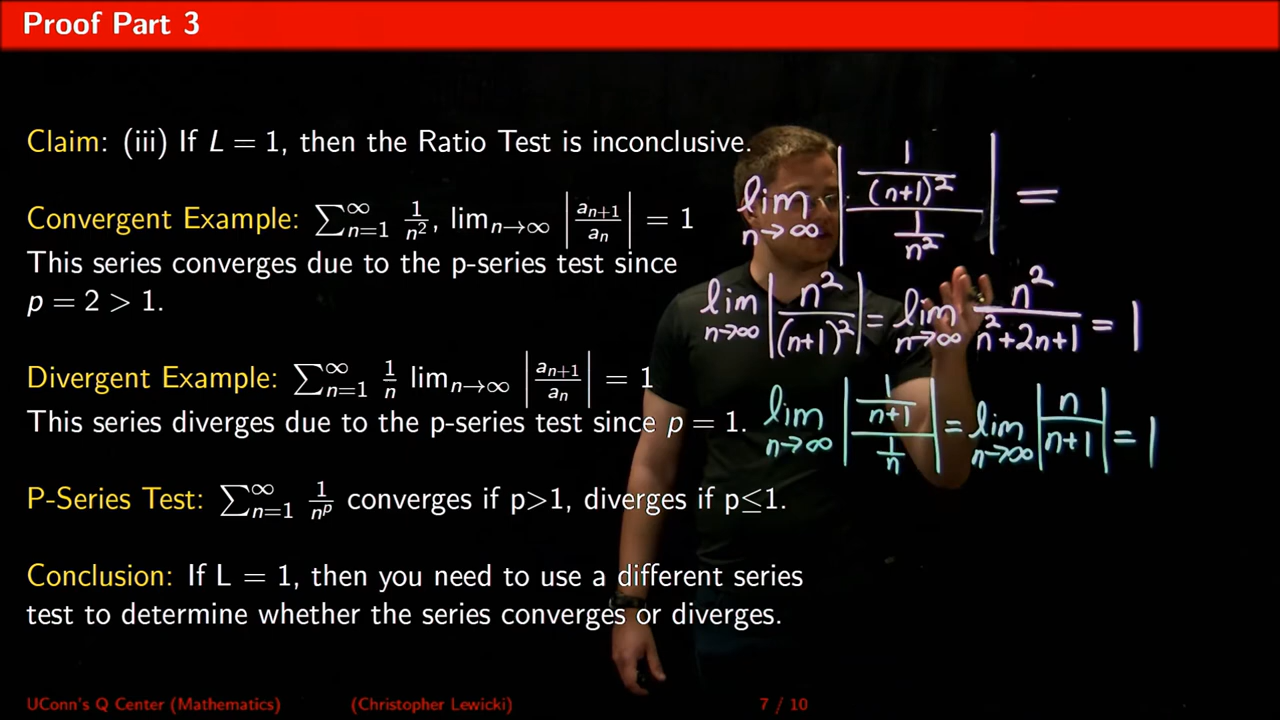 Proof Part 3
Claim: (iii) If L = 1, then the Ratio Test is inconclusive.
Convergent Example: ∑_{n=1}^{∞} 1/n², lim_{n→∞} |a_{n+1}/a_n| = 1
This series converges due to the p-series test since
p = 2 > 1.
Divergent Example: ∑_{n=1}^{∞} 1/n lim_{n→∞} |a_{n+1}/a_n| = 1
This series diverges due to the p-series test since p = 1.
P-Series Test: ∑_{n=1}^{∞} 1/n^p converges if p>1, diverges if p≤1.
Conclusion: If L = 1, then you need to use a different series
test to determine whether the series converges or diverges.
lim_{n→∞} |(1/(n+1)²)/(1/n²)| =
lim_{n→∞} |n²/(n+1)²| = lim_{n→∞} n²/(n²+2n+1) = 1
lim_{n→∞} |(1/(n+1))/(1/n)| = lim_{n→∞} |n/(n+1)| = 1
UConn's Q Center (Mathematics) (Christopher Lewicki) 7 / 10